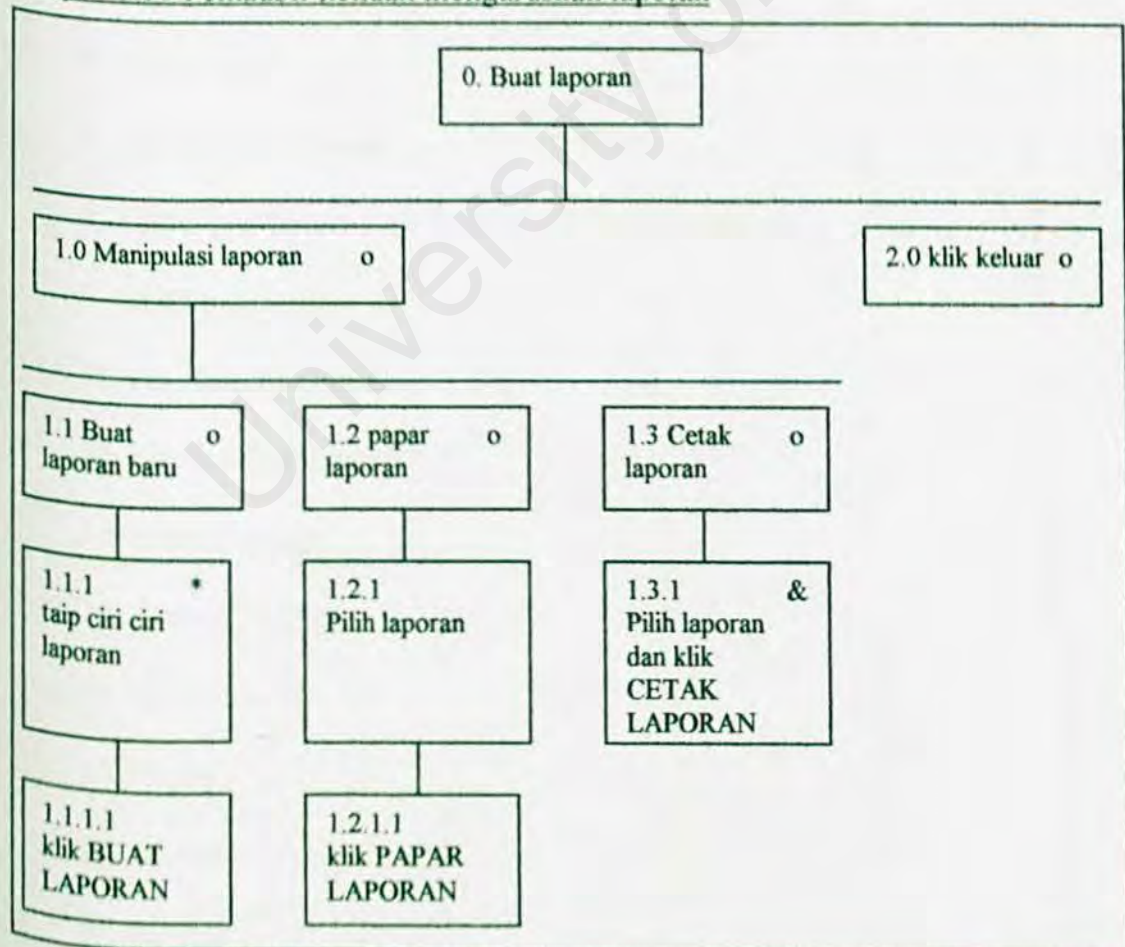 0. Buat laporan
1.0 Manipulasi laporan o
2.0 klik keluar o
1.1 Buat o
laporan baru
1.2 papar o
laporan
1.3 Cetak o
laporan
1.1.1 *
taip ciri ciri
laporan
1.2.1
Pilih laporan
1.3.1 &
Pilih laporan
dan klik
CETAK
LAPORAN
1.1.1.1
klik BUAT
LAPORAN
1.2.1.1
klik PAPAR
LAPORAN
University